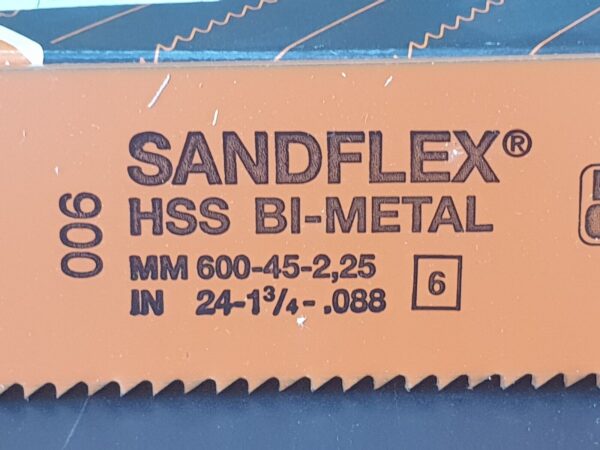 SANDFLEX®
HSS BI-METAL
006
MM 600-45-2,25
IN 24-1³/₄-.088
6